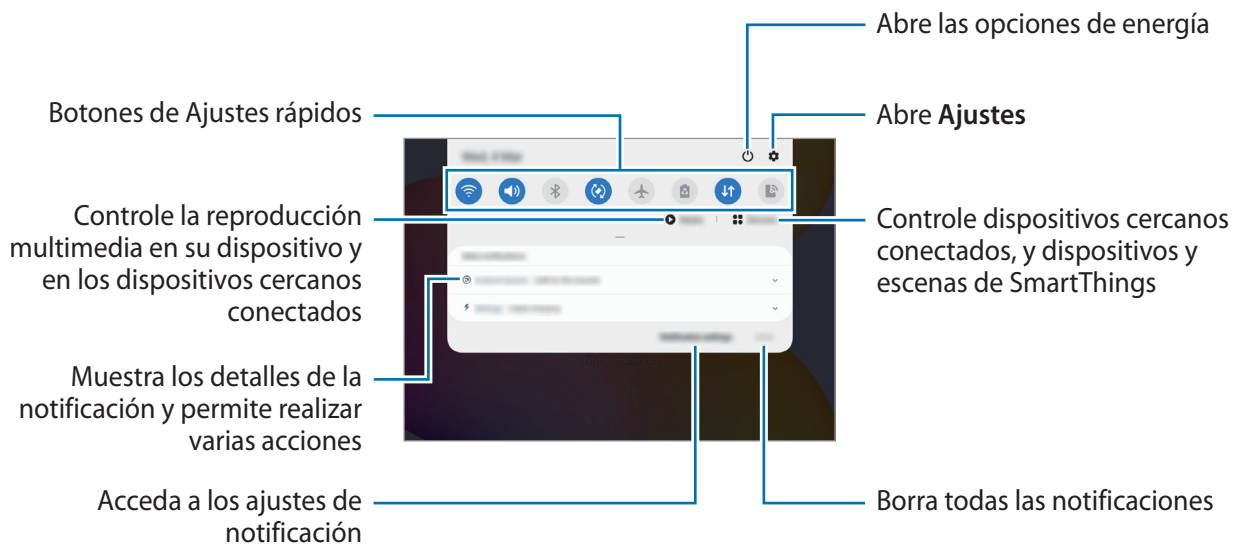 Abre las opciones de energía
Botones de Ajustes rápidos
Abre Ajustes
Controle la reproducción
multimedia en su dispositivo y
en los dispositivos cercanos
conectados
Controle dispositivos cercanos
conectados, y dispositivos y
escenas de SmartThings
Muestra los detalles de la
notificación y permite realizar
varias acciones
Acceda a los ajustes de
notificación
Borra todas las notificaciones